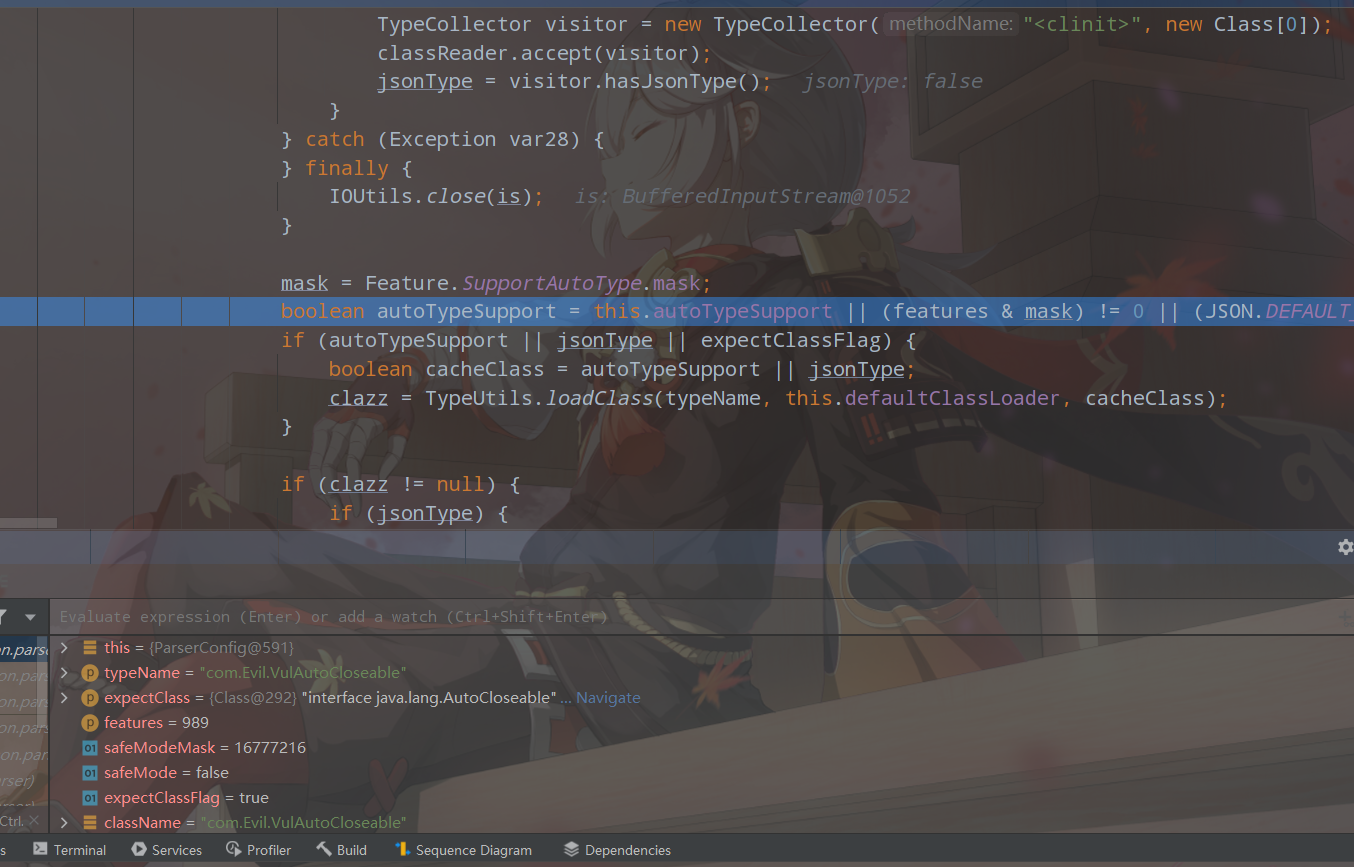 TypeCollector visitor = new TypeCollector( methodName: "<clinit>", new Class[0]);
classReader.accept(visitor);
jsonType = visitor.hasJsonType(); jsonType: false
}
} catch (Exception var28) {
} finally {
IOUtils.close(is); is: BufferedInputStream@1052
}
mask = Feature.SupportAutoType.mask;
boolean autoTypeSupport = this.autoTypeSupport || (features & mask) != 0 || (JSON.DEFAULT_
if (autoTypeSupport || jsonType || expectClassFlag) {
boolean cacheClass = autoTypeSupport || jsonType;
clazz = TypeUtils.loadClass(typeName, this.defaultClassLoader, cacheClass);
}
if (clazz != null) {
if (jsonType) {
Evaluate expression (Enter) or add a watch (Ctrl+Shift+Enter)
on.parse
this = {ParserConfig@591}
on.pars
typeName = "com.Evil.VulAutoCloseable"
on.pars
expectClass = {Class@292} "interface java.lang.AutoCloseable" ... Navigate
on.pars
features = 989
son.par
safeModeMask = 16777216
rser)
safeMode = false
expectClassFlag = true
Ctrl.
className = "com.Evil.VulAutoCloseable"
s Terminal Services Profiler Build Sequence Diagram Dependencies